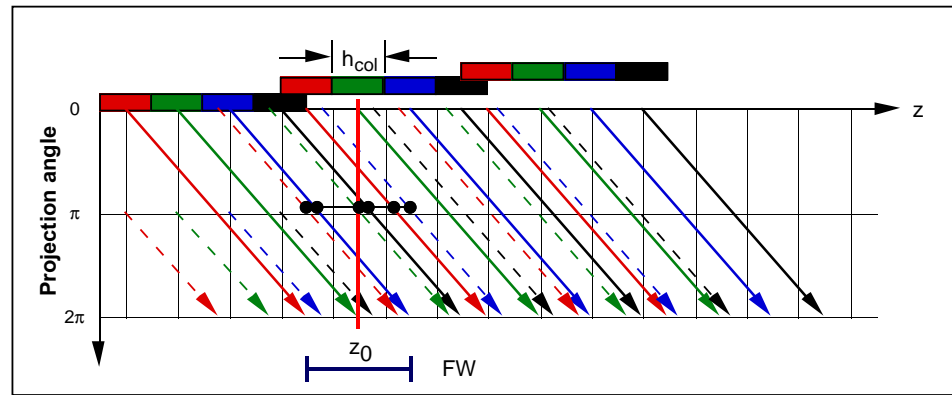 h_col
0
z
Projection angle
π
2π
z_0
FW